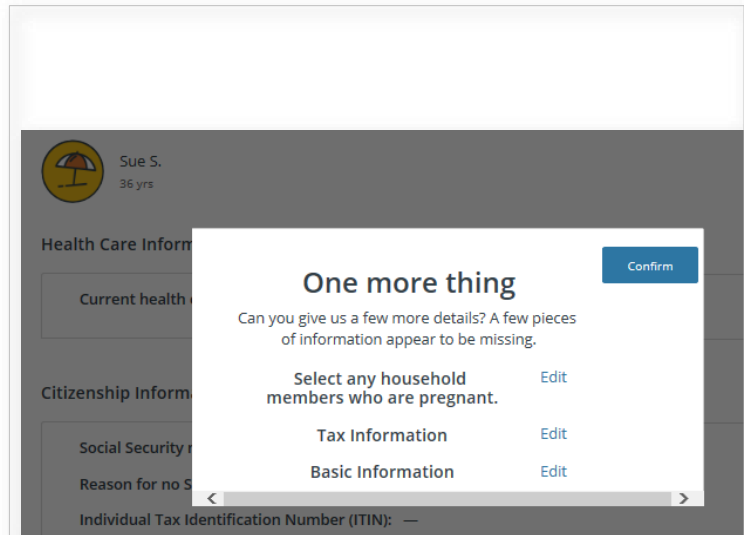 Sue S.
36 yrs
Health Care Inform
Current health
One more thing
Confirm
Can you give us a few more details? A few pieces
of information appear to be missing.
Select any household
members who are pregnant.
Edit
Tax Information
Edit
Basic Information
Edit
Citizenship Informa
Social Security
Reason for no S
Individual Tax Identification Number (ITIN): —